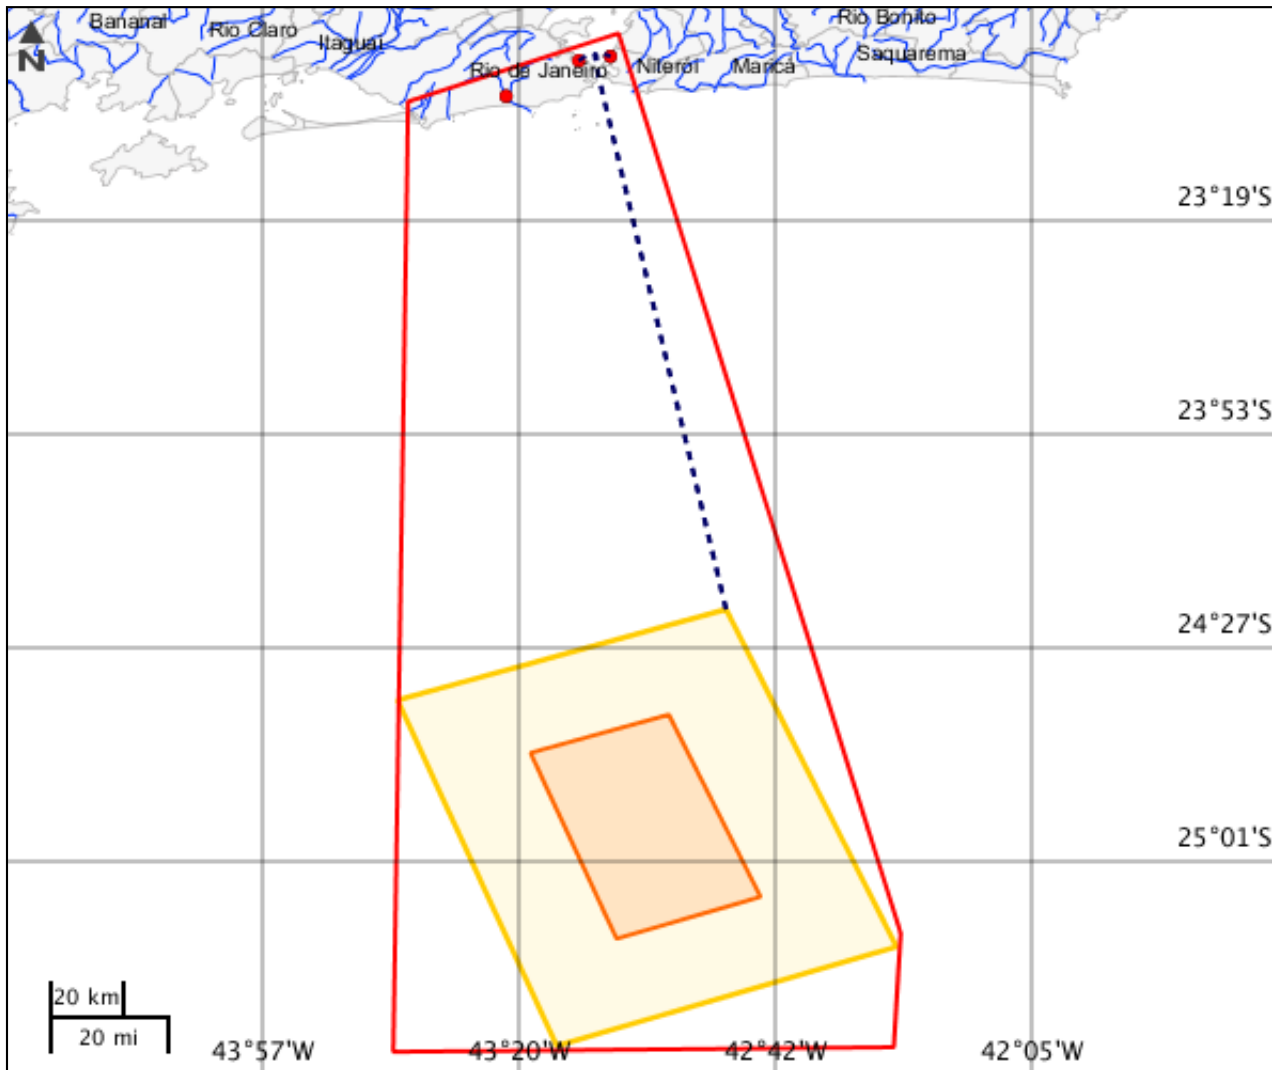 Bananal
Rio Claro
Itaguaí
Rio Bonito
Saquarema
N
Rio de Janeiro
Niterói
Maricá
23°19'S
23°53'S
24°27'S
25°01'S
20 km
20 mi
43°57'W
43°20'W
42°42'W
42°05'W